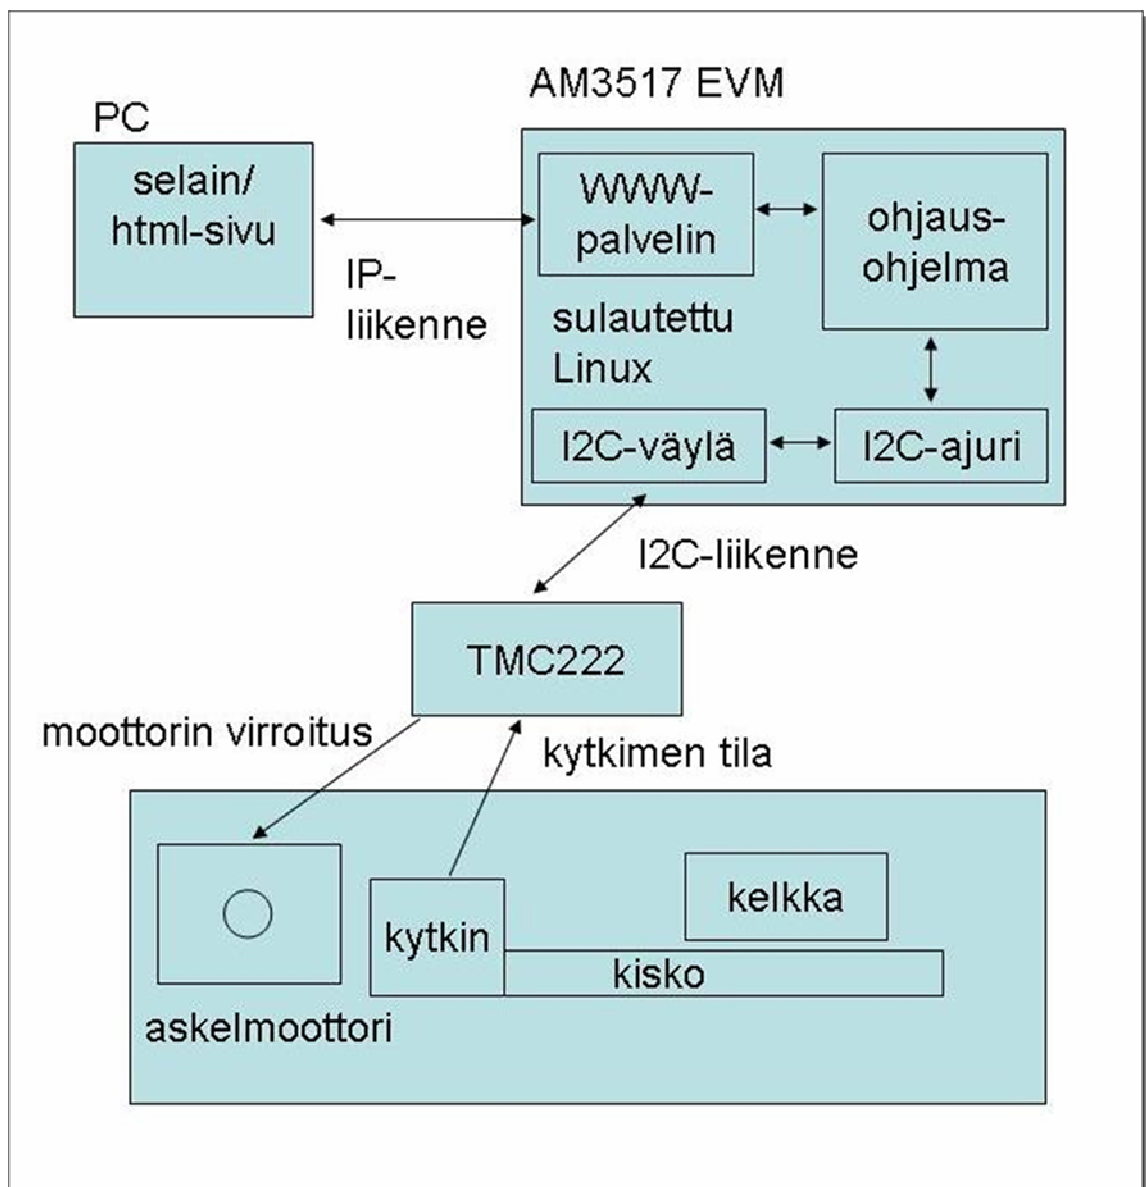 AM3517 EVM
PC
selain/
html-sivu
IP-
liikenne
WWW-
palvelin
ohjaus-
ohjelma
sulautettu
Linux
I2C-väylä
I2C-ajuri
I2C-liikenne
TMC222
moottorin virroitus
kytkimen tila
kelkka
kytkin
kisko
askelmoottori